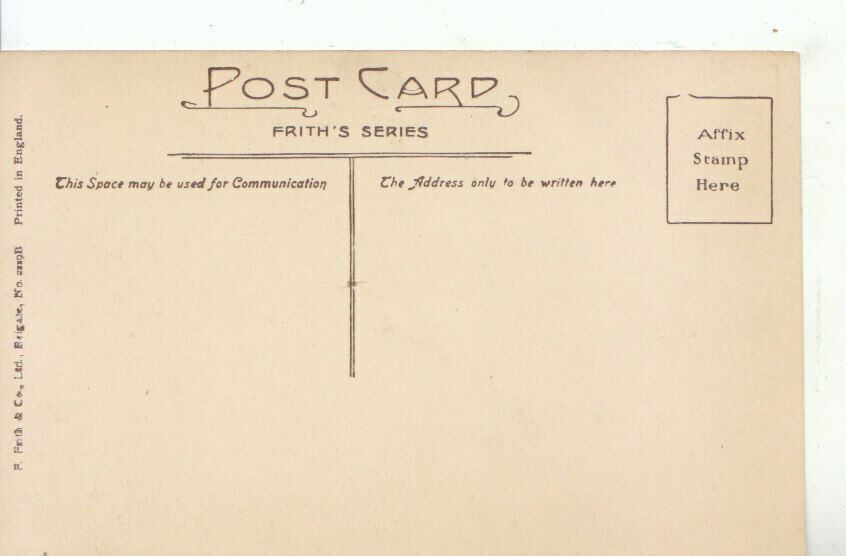 POST CARD
FRITH'S SERIES
This Space may be used for Communication
The Address only to be written here
Affix
Stamp
Here
F. Frith & Co., Ltd., Reigate, No. Printed in England.